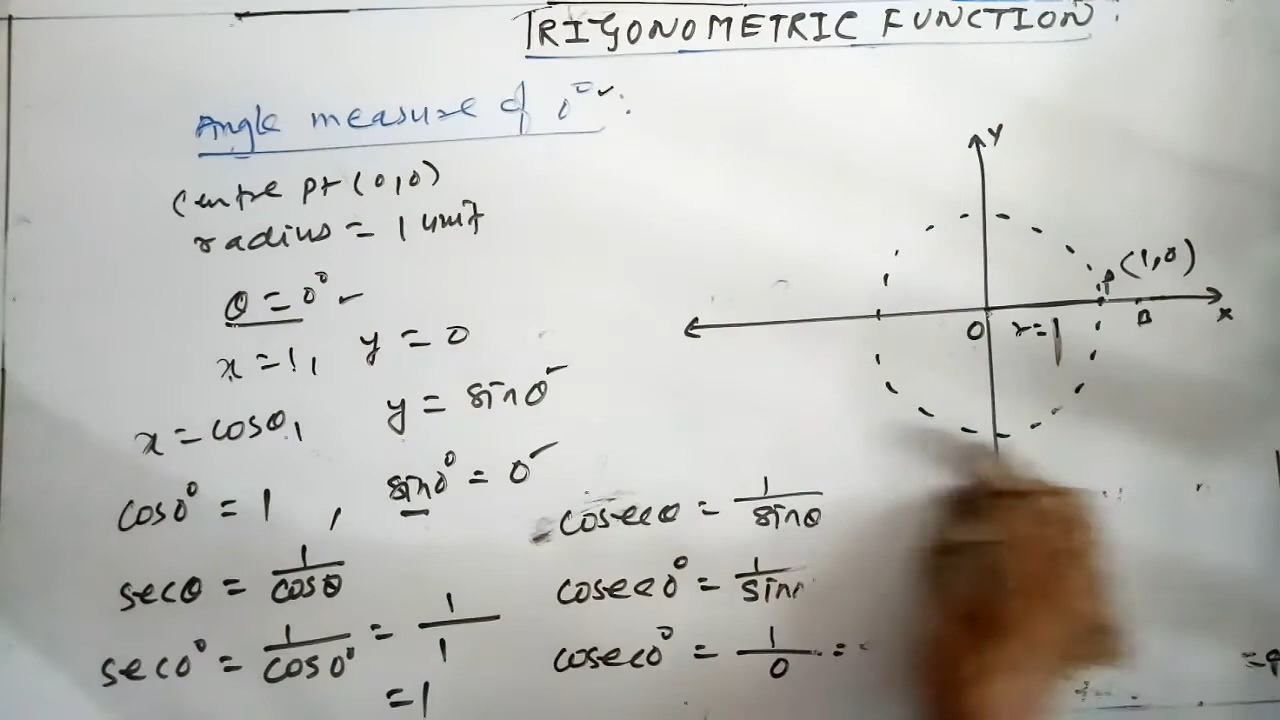 TRIGONOMETRIC FUNCTION.
Angle measure of 0° ✓:
Centre pt (0,0)
radius = 1 unit
θ = 0° ✓
x = 1, y = 0
x = cosθ, y = sinθ
cos0° = 1 , sin0° = 0
secθ = 1/cosθ
sec0° = 1/cos0° = 1/1
= 1
cosecθ = 1/sinθ
cosec0° = 1/sin
cosec0° = 1/0 =
Y
P (1,0)
O r=1 B X